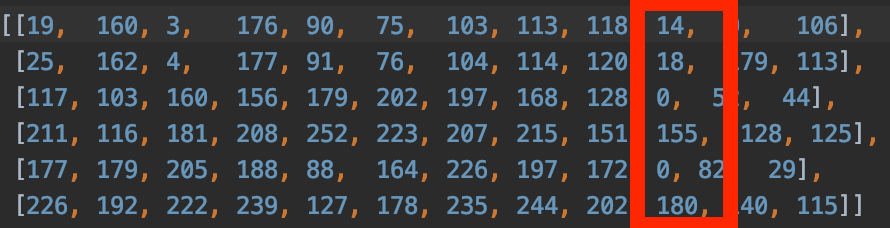 [[19, 160, 3, 176, 90, 75, 103, 113, 118 14, , 106],
[25, 162, 4, 177, 91, 76, 104, 114, 120 18, 179, 113],
[117, 103, 160, 156, 179, 202, 197, 168, 128 0, 52, 44],
[211, 116, 181, 208, 252, 223, 207, 215, 151 155, 128, 125],
[177, 179, 205, 188, 88, 164, 226, 197, 172 0, 82 29],
[226, 192, 222, 239, 127, 178, 235, 244, 202 180, 240, 115]]